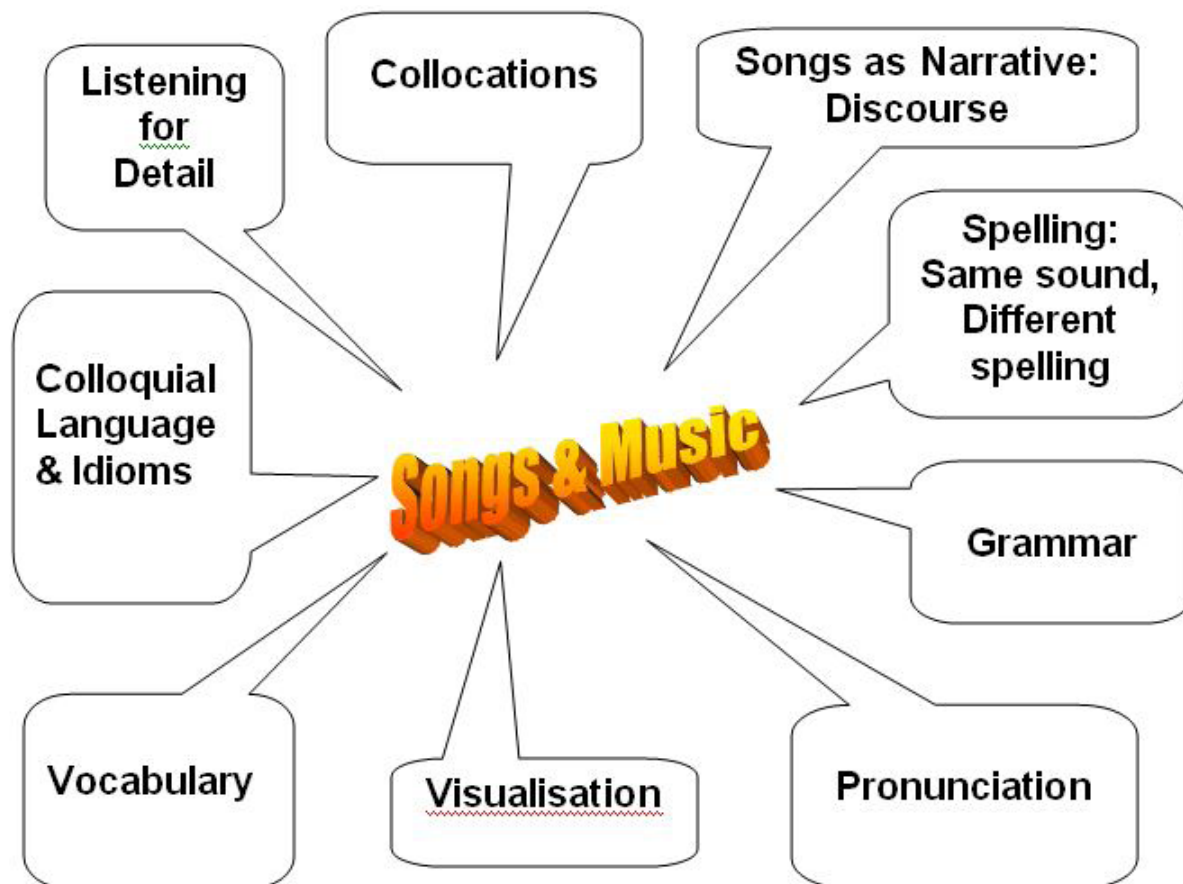 Listening
for
Detail
Collocations
Songs as Narrative:
Discourse
Spelling:
Same sound,
Different
spelling
Colloquial
Language
& Idioms
Songs & Music
Grammar
Vocabulary
Visualisation
Pronunciation